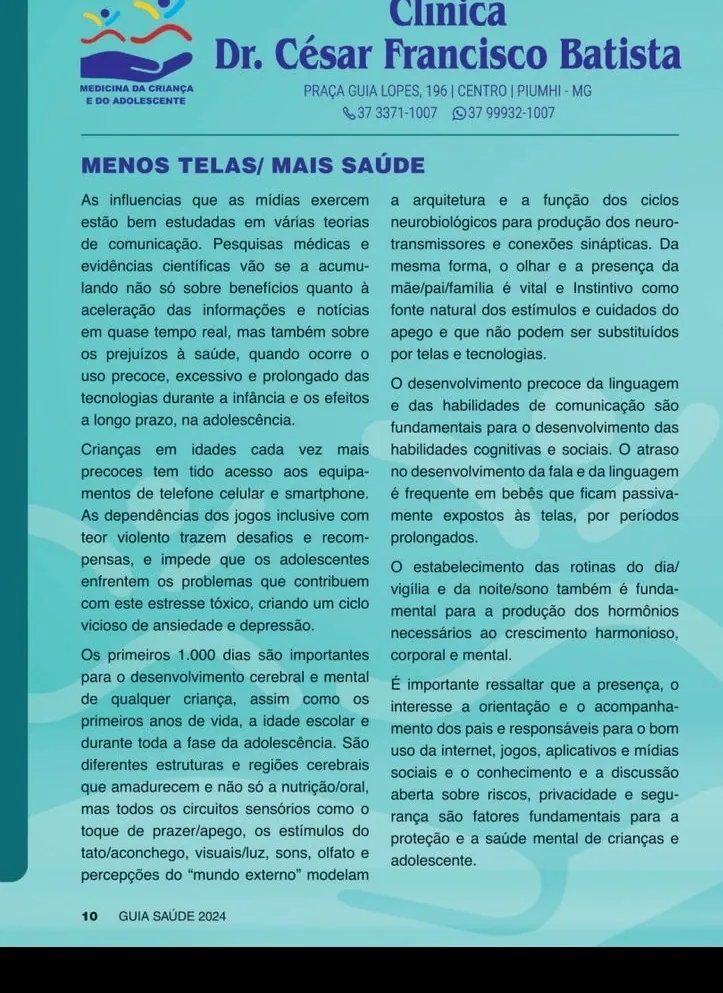 Clínica
Dr. César Francisco Batista
MEDICINA DA CRIANÇA
E DO ADOLESCENTE
PRAÇA GUIA LOPES, 196 | CENTRO | PIUMHI - MG
37 3371-1007 37 99932-1007
MENOS TELAS/ MAIS SAÚDE
As influencias que as mídias exercem
estão bem estudadas em várias teorias
de comunicação. Pesquisas médicas e
evidências científicas vão se a acumu-
lando não só sobre benefícios quanto à
aceleração das informações e notícias
em quase tempo real, mas também sobre
os prejuízos à saúde, quando ocorre o
uso precoce, excessivo e prolongado das
tecnologias durante a infância e os efeitos
a longo prazo, na adolescência.
Crianças em idades cada vez mais
precoces tem tido acesso aos equipa-
mentos de telefone celular e smartphone.
As dependências dos jogos inclusive com
teor violento trazem desafios e recom-
pensas, e impede que os adolescentes
enfrentem os problemas que contribuem
com este estresse tóxico, criando um ciclo
vicioso de ansiedade e depressão.
Os primeiros 1.000 dias são importantes
para o desenvolvimento cerebral e mental
de qualquer criança, assim como os
primeiros anos de vida, a idade escolar e
durante toda a fase da adolescência. São
diferentes estruturas e regiões cerebrais
que amadurecem e não só a nutrição/oral,
mas todos os circuitos sensórios como o
toque de prazer/apego, os estímulos do
tato/aconchego, visuais/luz, sons, olfato e
percepções do “mundo externo” modelam
a arquitetura e a função dos ciclos
neurobiológicos para produção dos neuro-
transmissores e conexões sinápticas. Da
mesma forma, o olhar e a presença da
mãe/pai/família é vital e Instintivo como
fonte natural dos estímulos e cuidados do
apego e que não podem ser substituídos
por telas e tecnologias.
O desenvolvimento precoce da linguagem
e das habilidades de comunicação são
fundamentais para o desenvolvimento das
habilidades cognitivas e sociais. O atraso
no desenvolvimento da fala e da linguagem
é frequente em bebês que ficam passiva-
mente expostos às telas, por períodos
prolongados.
O estabelecimento das rotinas do dia/
vigília e da noite/sono também é funda-
mental para a produção dos hormônios
necessários ao crescimento harmonioso,
corporal e mental.
É importante ressaltar que a presença, o
interesse a orientação e o acompanha-
mento dos pais e responsáveis para o bom
uso da internet, jogos, aplicativos e mídias
sociais e o conhecimento e a discussão
aberta sobre riscos, privacidade e segu-
rança são fatores fundamentais para a
proteção e a saúde mental de crianças e
adolescente.
10 GUIA SAÚDE 2024